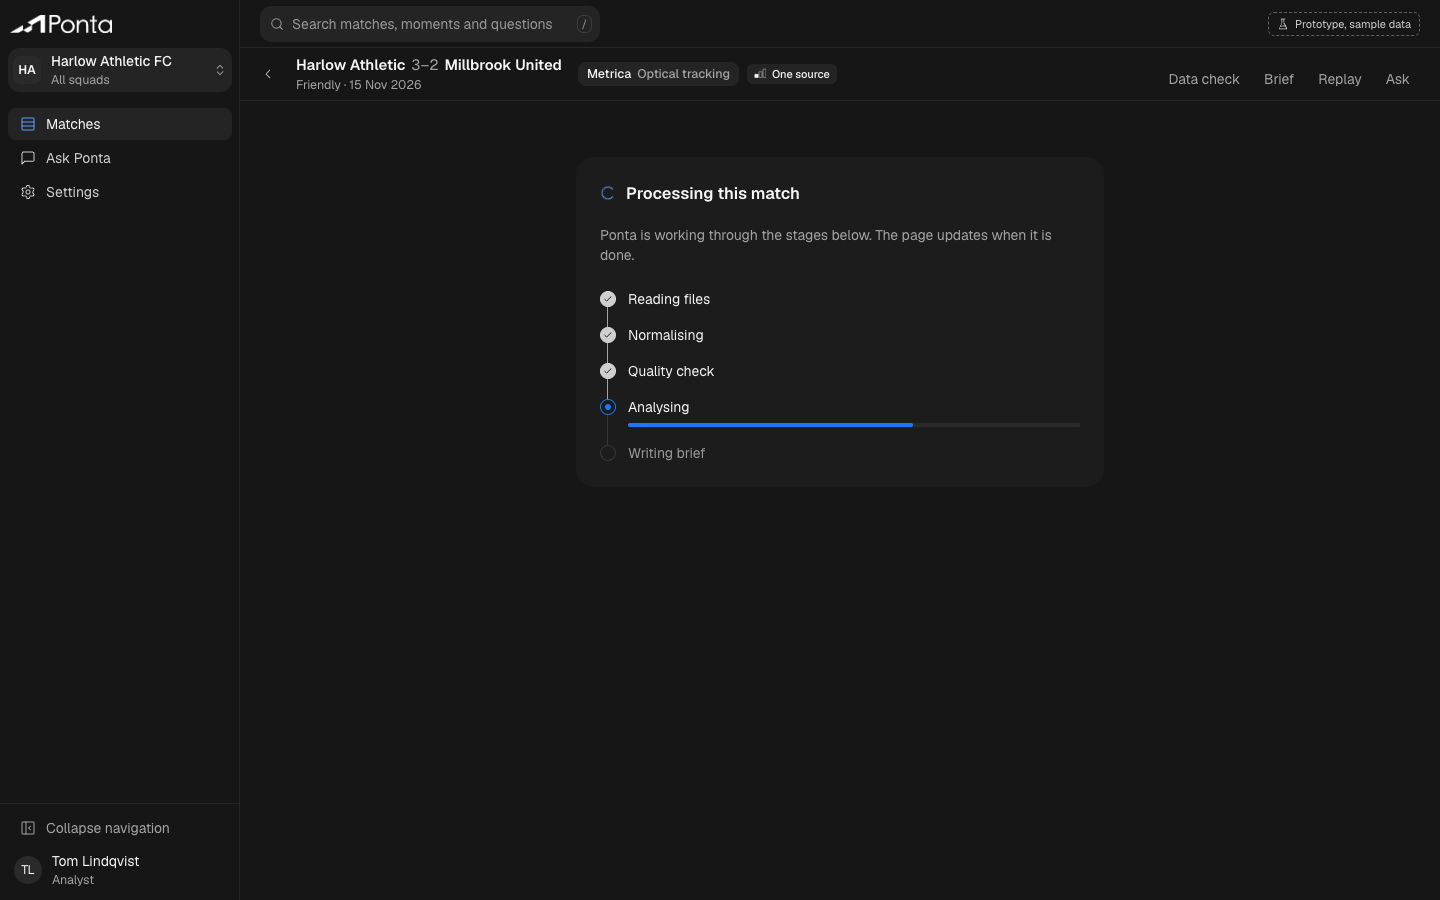 Ponta
Harlow Athletic FC
HA
All squads
Matches
Ask Ponta
Settings
Collapse navigation
TL
Tom Lindqvist
Analyst
Search matches, moments and questions
/
Prototype, sample data
Harlow Athletic 3–2 Millbrook United
Friendly · 15 Nov 2026
Metrica Optical tracking
One source
Data check
Brief
Replay
Ask
Processing this match
Ponta is working through the stages below. The page updates when it is
done.
Reading files
Normalising
Quality check
Analysing
Writing brief